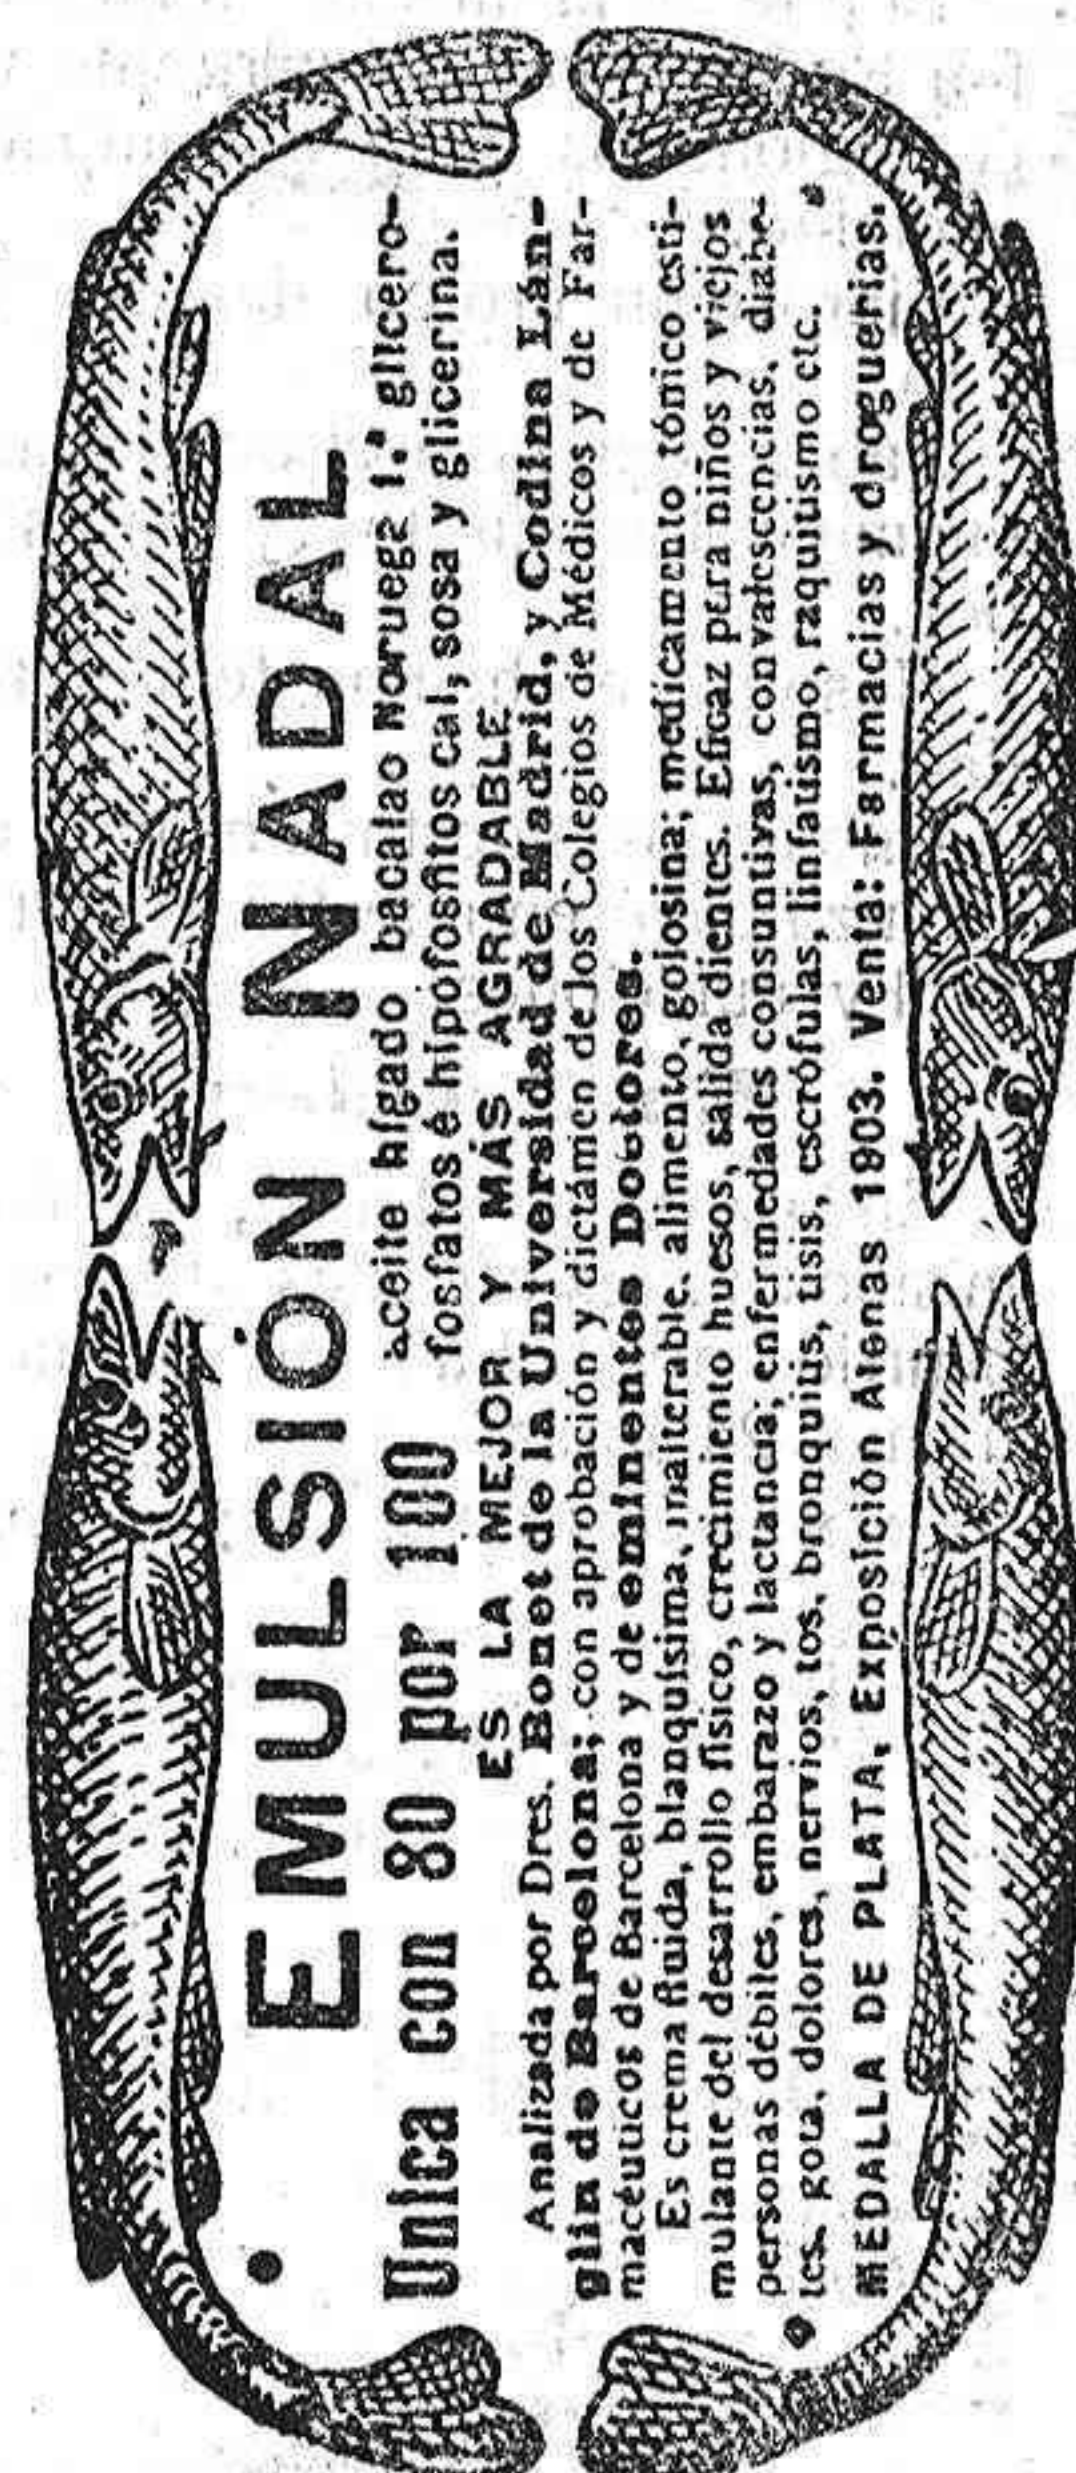 EMULSIÓN NADAL
Unica con 80 por 100 aceite hígado bacalao Noruega 1.ª glicero-
fosfatos é hipofosfitos cal, sosa y glicerina.
ES LA MEJOR Y MÁS AGRADABLE
Analizada por Dres. Bonet de la Universidad de Madrid, y Codina Län-
glin de Barcelona; con aprobación y dictámen de los Colegios de Médicos y de Far-
macéuticos de Barcelona y de eminentes Doctores.
Es crema fluida, blanquísima, inalterable, alimento, golosina; medicamento tónico esti-
mulante del desarrollo físico, crecimiento huesos, salida dientes. Eficaz para niños y viejos
personas débiles, embarazo y lactancia; enfermedades consuntivas, convalescencias, diabe-
tes, gota, dolores, nervios, tos, bronquitis, tisis, escrófulas, linfatismo, raquitismo etc.
MEDALLA DE PLATA, Exposición Atenas 1903. Venta: Farmacias y droguerias.